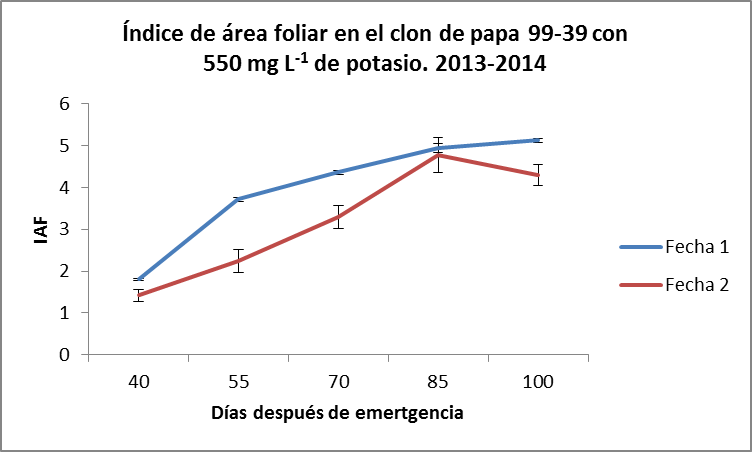 Índice de área foliar en el clon de papa 99-39 con
550 mg L-1 de potasio. 2013-2014
6
5
4
3
2
1
0
IAF
40 55 70 85 100
Días después de emertgencia
Fecha 1
Fecha 2